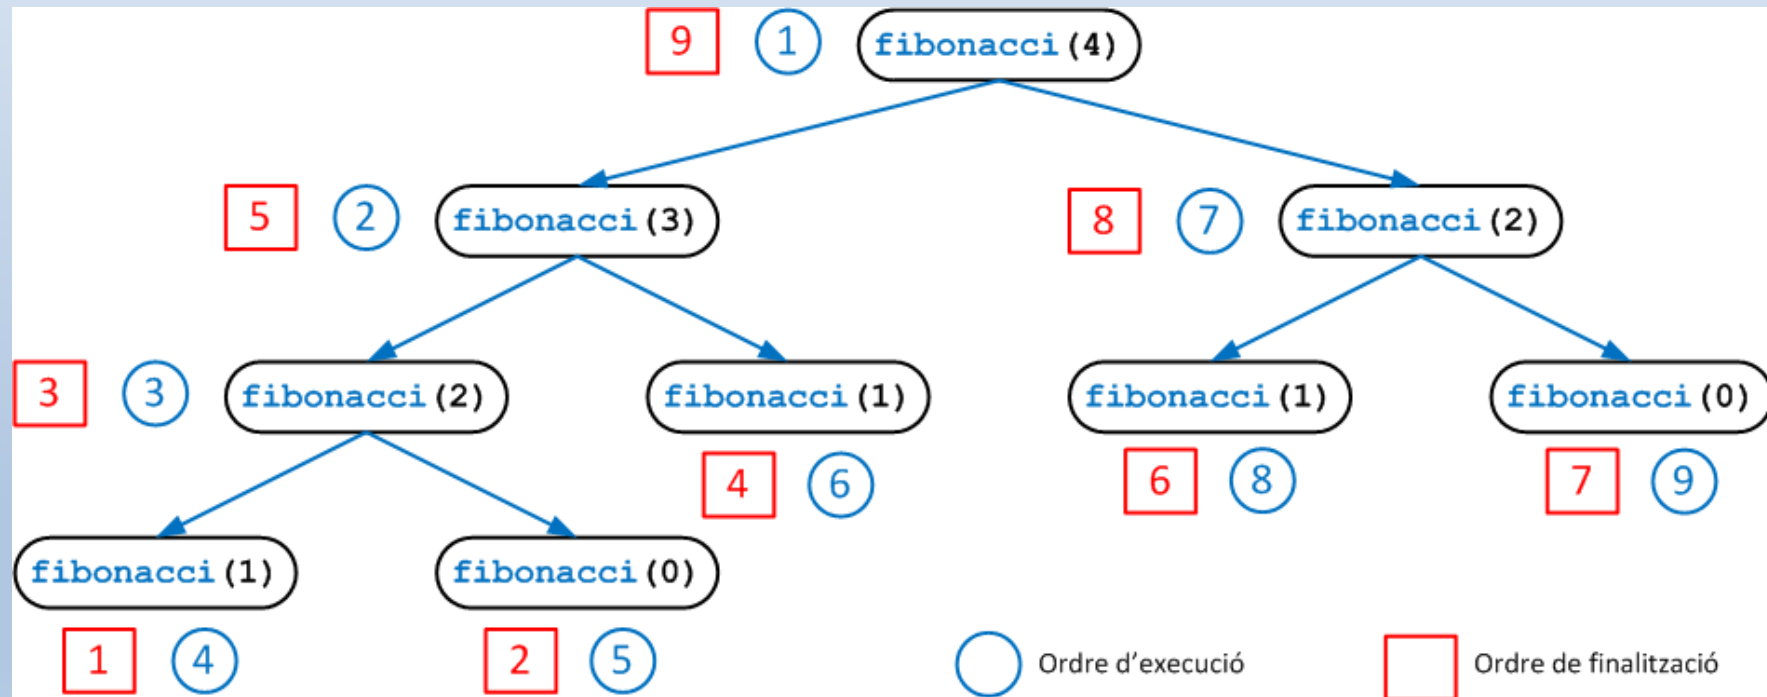 9 1 fibonacci(4)
5 2 fibonacci(3) 8 7 fibonacci(2)
3 3 fibonacci(2) fibonacci(1) fibonacci(1) fibonacci(0)
4 6 6 8 7 9
fibonacci(1) fibonacci(0)
1 4 2 5 Ordre d'execució Ordre de finalització